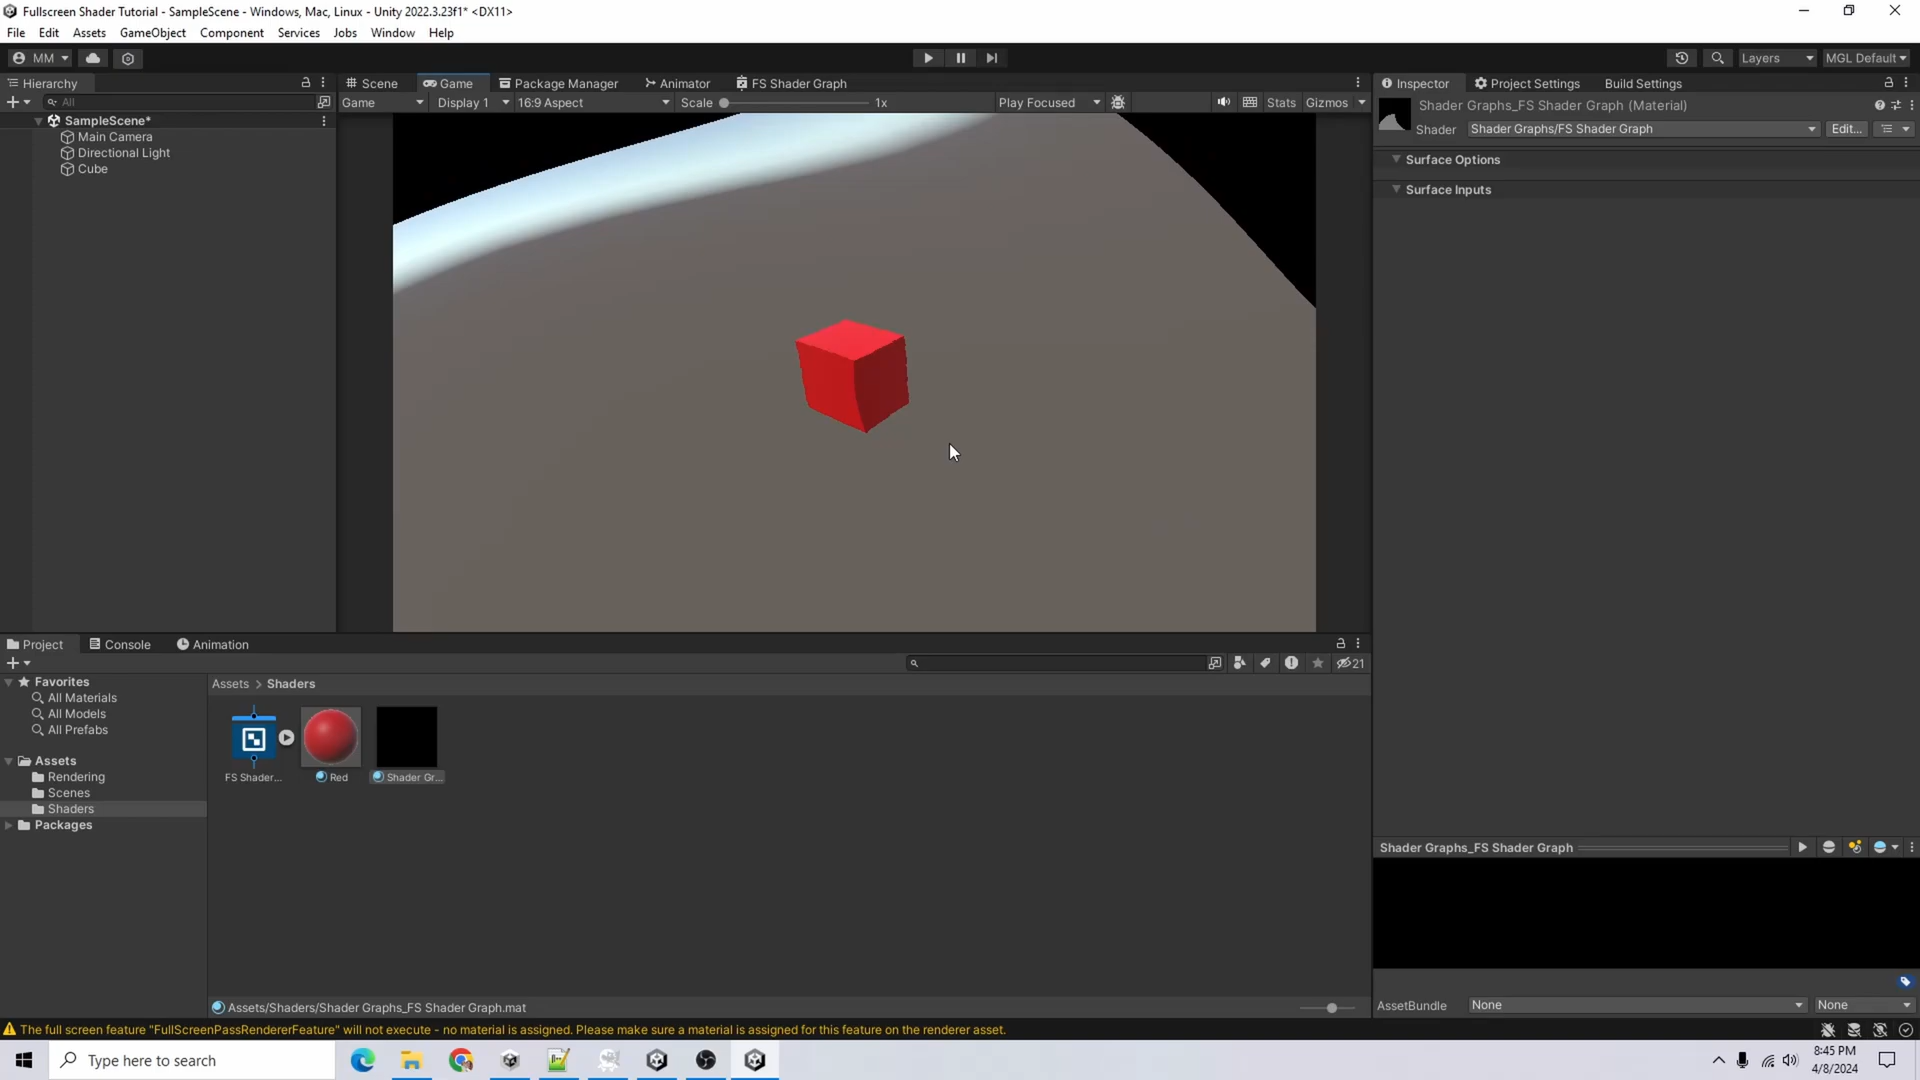 Fullscreen Shader Tutorial - SampleScene - Windows, Mac, Linux - Unity 2022.3.23f1* <DX11>
File Edit Assets GameObject Component Services Jobs Window Help
MM Layers MGL Default
Hierarchy Scene Game Package Manager Animator FS Shader Graph Inspector Project Settings Build Settings
All Game Display 1 16:9 Aspect Scale 1x Play Focused Stats Gizmos
Shader Graphs_FS Shader Graph (Material)
Shader Shader Graphs/FS Shader Graph Edit...
SampleScene*
Main Camera
Directional Light
Cube
Surface Options
Surface Inputs
Project Console Animation
21
Favorites
All Materials
All Models
All Prefabs
Assets
Rendering
Scenes
Shaders
Packages
Assets > Shaders
FS Shader... Red Shader Gr...
Assets/Shaders/Shader Graphs_FS Shader Graph.mat
Shader Graphs_FS Shader Graph
AssetBundle None None
The full screen feature "FullScreenPassRendererFeature" will not execute - no material is assigned. Please make sure a material is assigned for this feature on the renderer asset.
Type here to search
8:45 PM
4/8/2024